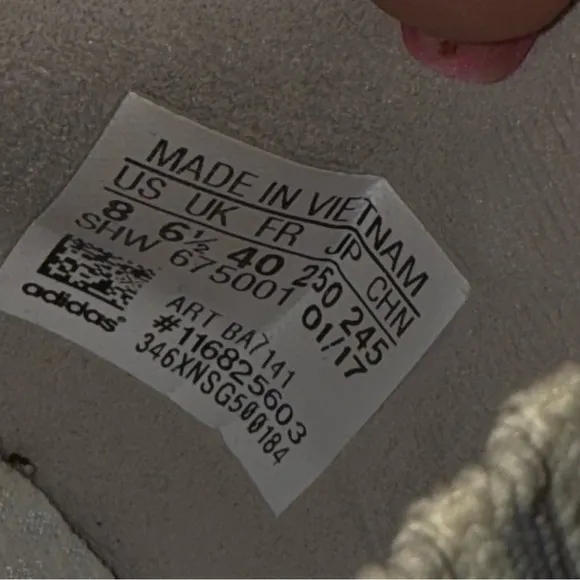 MADE IN VIETNAM
US UK FR JP CHN
8 6½ 40 250 245
SHW 675001 01/17
adidas
ART BA7141
#116825603
346XNSG500184